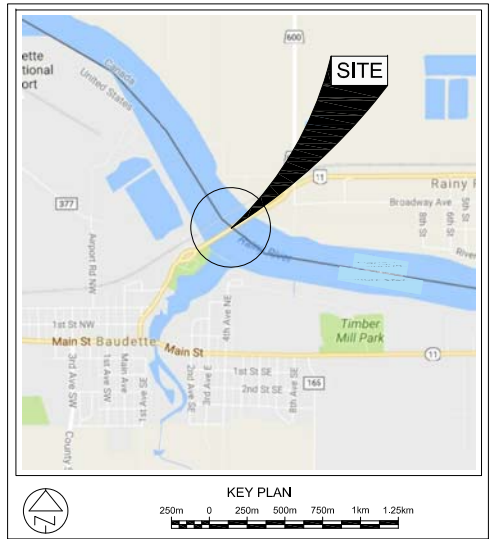 600
SITE
ette
tional
ort
Canada
United States
11
Rainy
377
Broadway Ave
8th St
6th St
5th St
River
Rainy River
Airport Rd NW
4th Ave NE
1st St NW
Timber
Mill Park
Main St Baudette
Main St
11
3rd Ave SW
1st Ave SW
Main Ave
1st Ave SE
2nd Ave SE
3rd Ave E
1st St SE
2nd St SE
8th Ave SE
165
County S
N
KEY PLAN
250m 0 250m 500m 750m 1km 1.25km